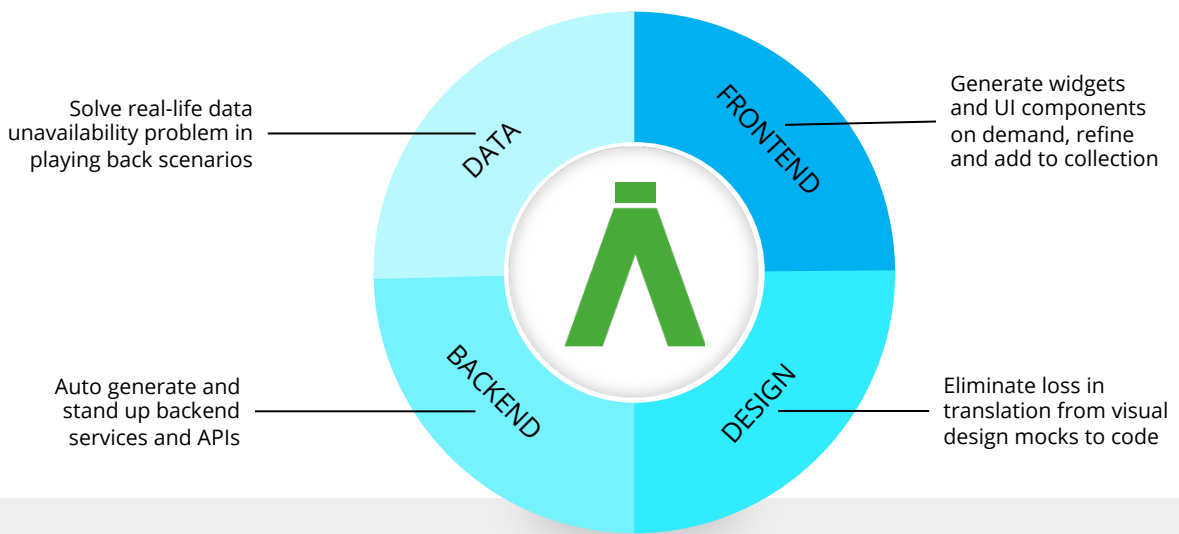 Solve real-life data
unavailability problem in
playing back scenarios
DATA
FRONTEND
Generate widgets
and UI components
on demand, refine
and add to collection
Auto generate and
stand up backend
services and APIs
BACKEND
DESIGN
Eliminate loss in
translation from visual
design mocks to code